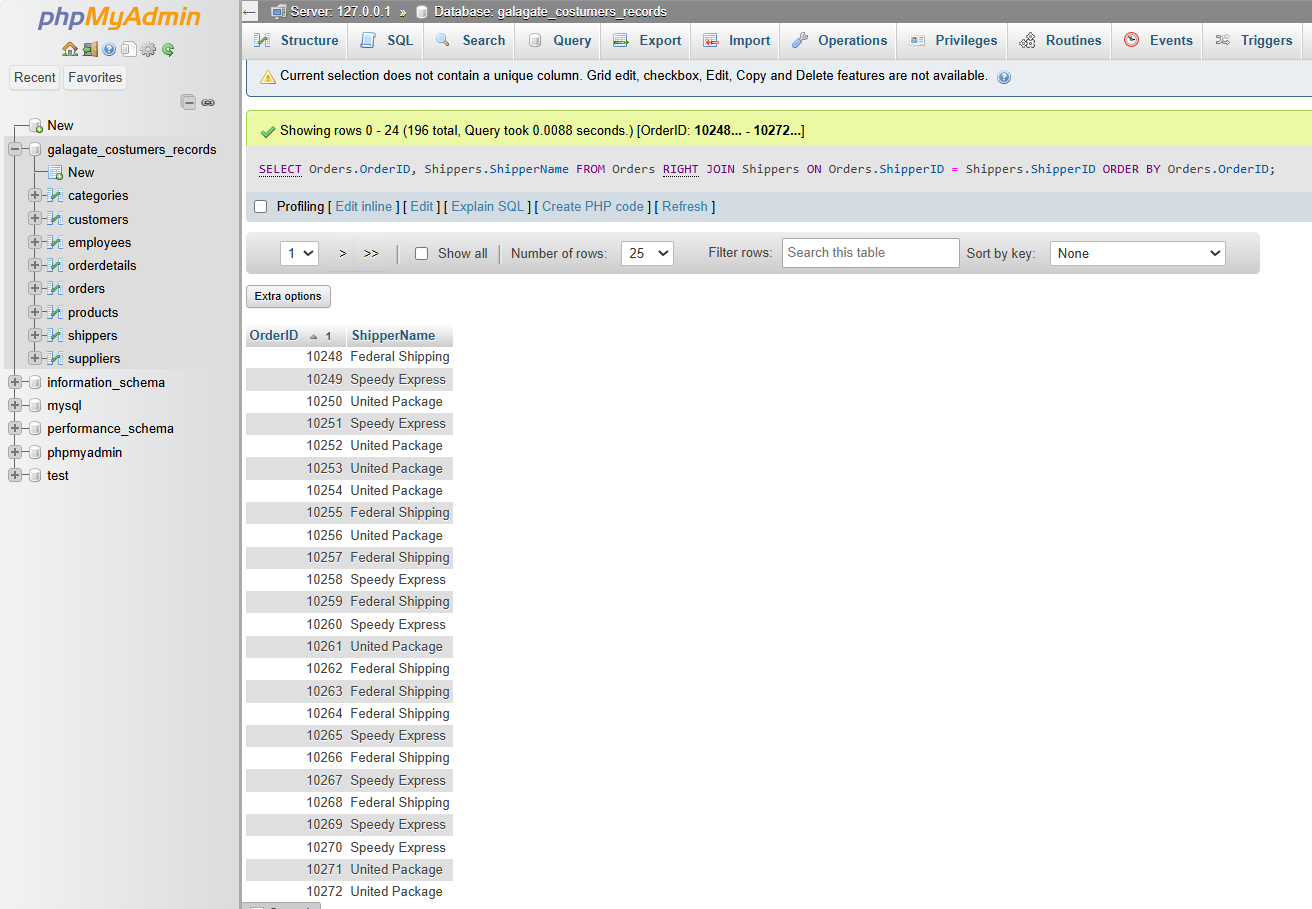 phpMyAdmin
Recent Favorites
New
galagate_costumers_records
New
categories
customers
employees
orderdetails
orders
products
shippers
suppliers
information_schema
mysql
performance_schema
phpmyadmin
test
← Server: 127.0.0.1 » Database: galagate_costumers_records
Structure SQL Search Query Export Import Operations Privileges Routines Events Triggers
Current selection does not contain a unique column. Grid edit, checkbox, Edit, Copy and Delete features are not available.
Showing rows 0 - 24 (196 total, Query took 0.0088 seconds.) [OrderID: 10248... - 10272...]
SELECT Orders.OrderID, Shippers.ShipperName FROM Orders RIGHT JOIN Shippers ON Orders.ShipperID = Shippers.ShipperID ORDER BY Orders.OrderID;
Profiling [ Edit inline ] [ Edit ] [ Explain SQL ] [ Create PHP code ] [ Refresh ]
1 > >> Show all Number of rows: 25 Filter rows: Search this table Sort by key: None
Extra options
OrderID 1 ShipperName
10248 Federal Shipping
10249 Speedy Express
10250 United Package
10251 Speedy Express
10252 United Package
10253 United Package
10254 United Package
10255 Federal Shipping
10256 United Package
10257 Federal Shipping
10258 Speedy Express
10259 Federal Shipping
10260 Speedy Express
10261 United Package
10262 Federal Shipping
10263 Federal Shipping
10264 Federal Shipping
10265 Speedy Express
10266 Federal Shipping
10267 Speedy Express
10268 Federal Shipping
10269 Speedy Express
10270 Speedy Express
10271 United Package
10272 United Package